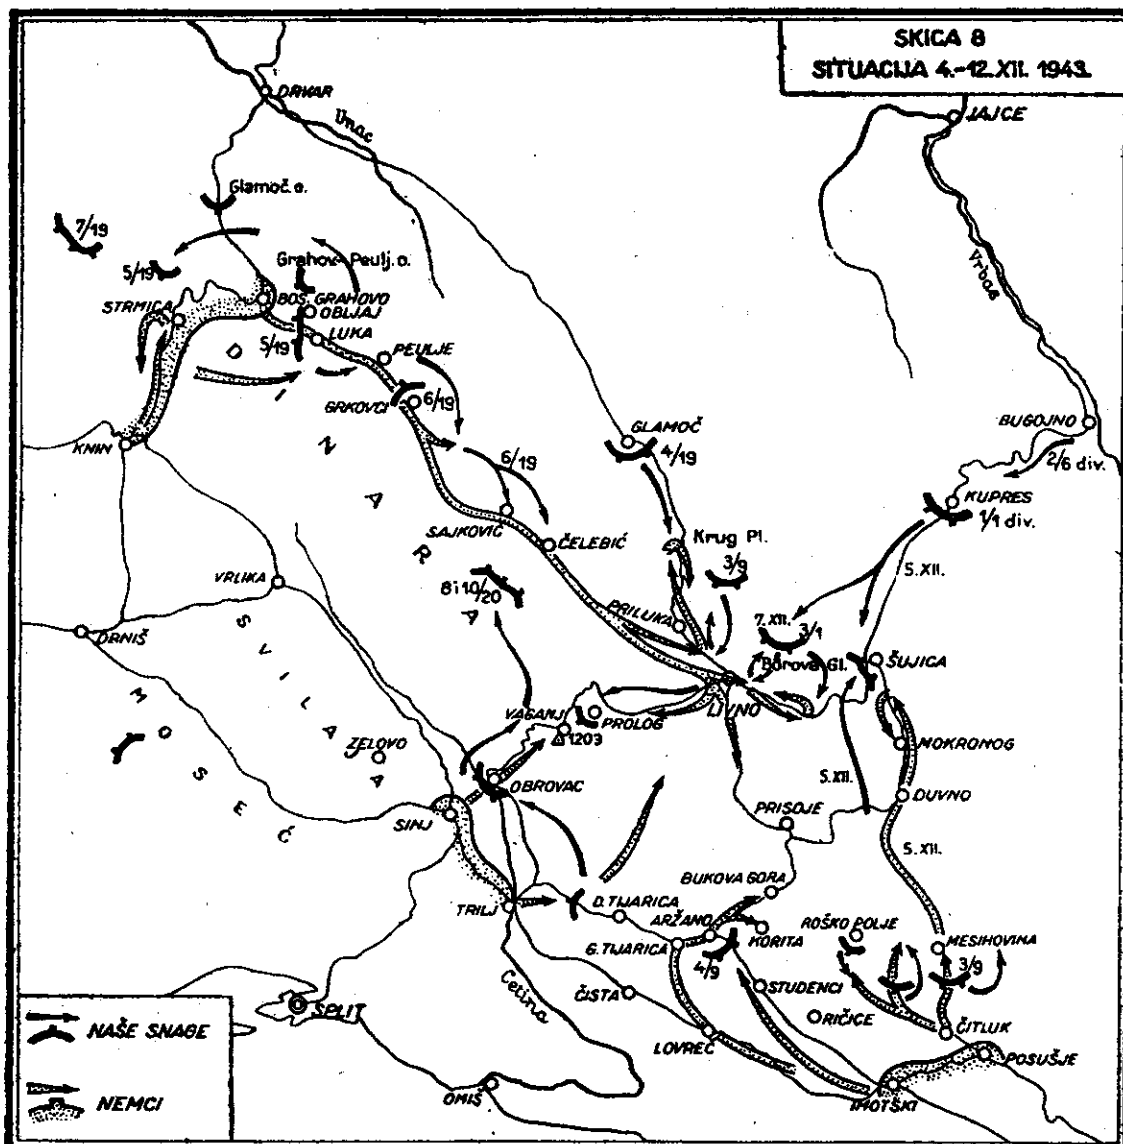 SKICA 8
SITUACIJA 4.-12.XII. 1943.
DRVAR
Unac
JAJCE
Glamoč. o.
7/19
Vrbas
Grahov-Peulj. o.
5/19
BOS. GRAHOVO
STRMICA
OBLJAJ
5/19
LUKA
PEULJE
D I N A R A
GRKOVCI
6/19
BUGOJNO
GLAMOČ
KNIN
6/19
4/19
2/6 div.
KUPRES
1/1 div.
SAJKOVIĆ
ČELEBIĆ
Krug Pl.
3/9
5.XII.
VRLIKA
8 i 10/20
PRILUKA
7.XII.
3/1
DRNIŠ
S V I L A J A
Borova Gl.
ŠUJICA
LIVNO
M O S E Ć
VAGANJ
PROLOG
△1203
ZELOVO
MOKRONOG
OBROVAC
5.XII.
DUVNO
SINJ
PRISOJE
5.XII.
BUKOVA GORA
TRILJ
D. TIJARICA
ARŽANO
ROŠKO POLJE
KORITA
G. TIJARICA
MESIHOVINA
4/9
3/9
Cetina
ČISTA
STUDENCI
NAŠE SNAGE
SPLIT
RIČICE
ČITLUK
LOVREĆ
POSUŠJE
NEMCI
OMIŠ
IMOTSKI